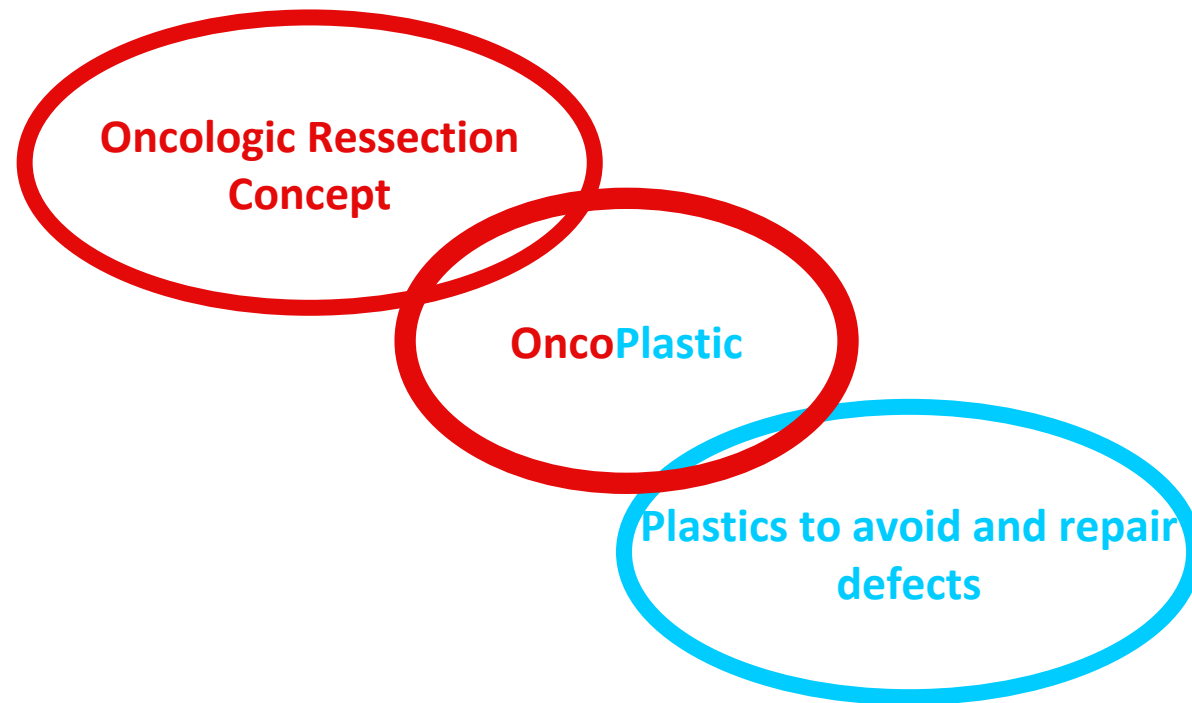 Oncologic Ressection
Concept
OncoPlastic
Plastics to avoid and repair
defects